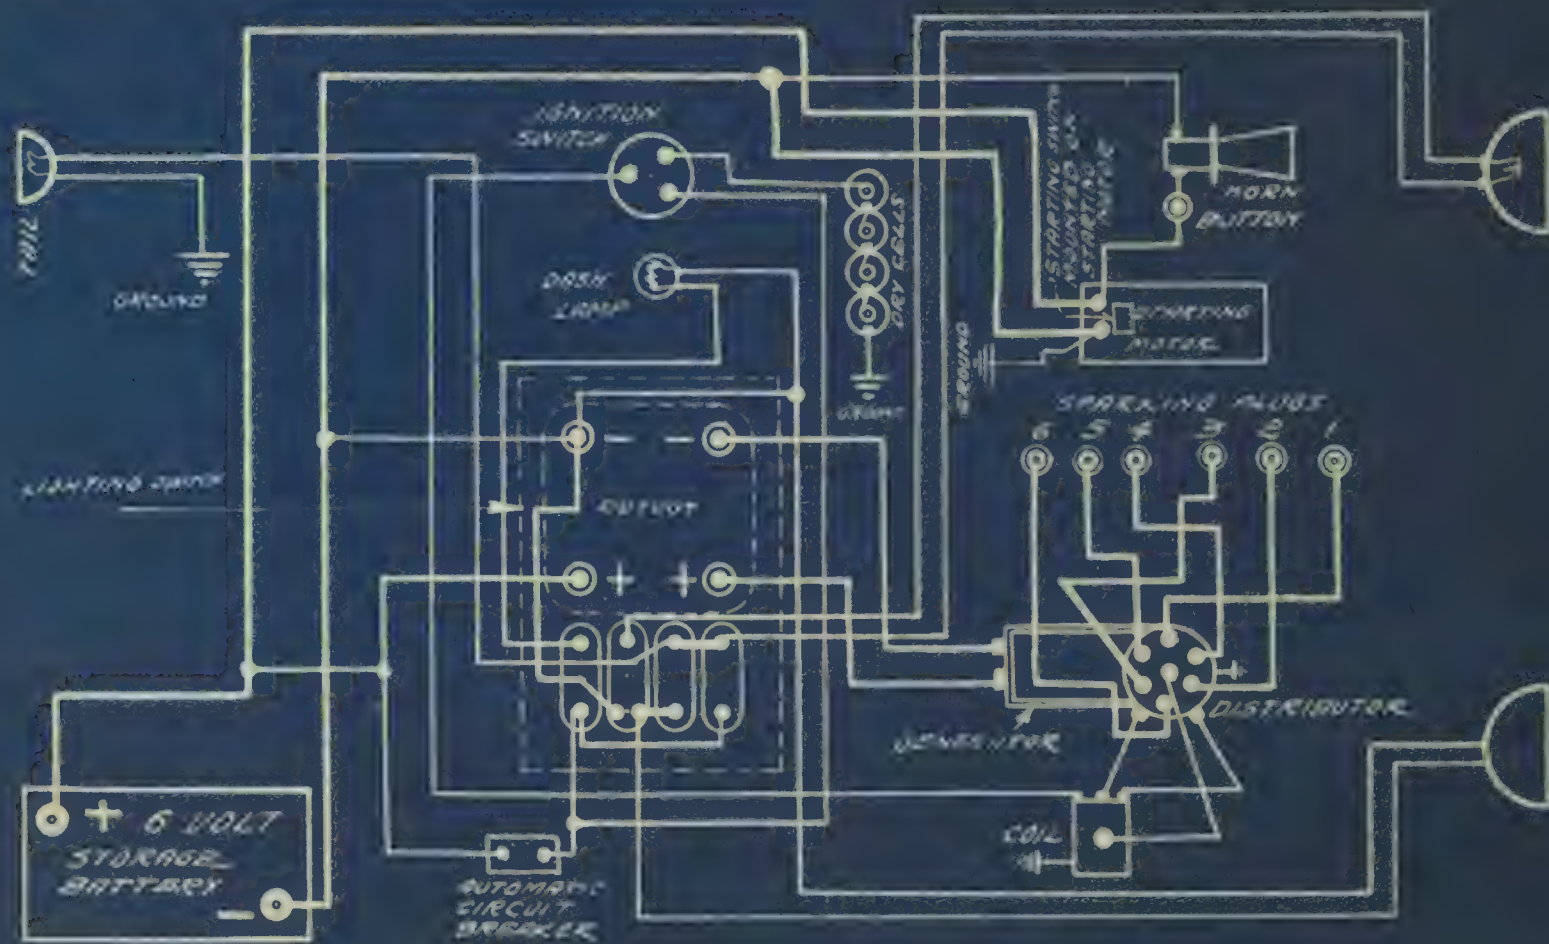 IGNITION
SWITCH
TAIL
GROUND
DASH
LAMP
DRY CELLS
GROUND
STARTING SWITCH
MOUNTED ON
STARTING
MOTOR
HORN
BUTTON
STARTING
MOTOR
GROUND
SPARKING PLUGS
6 5 4 3 2 1
LIGHTING SWITCH
CUTOUT
- -
+ +
DISTRIBUTOR
GENERATOR
COIL
+ 6 VOLT
STORAGE
BATTERY
-
AUTOMATIC
CIRCUIT
BREAKER